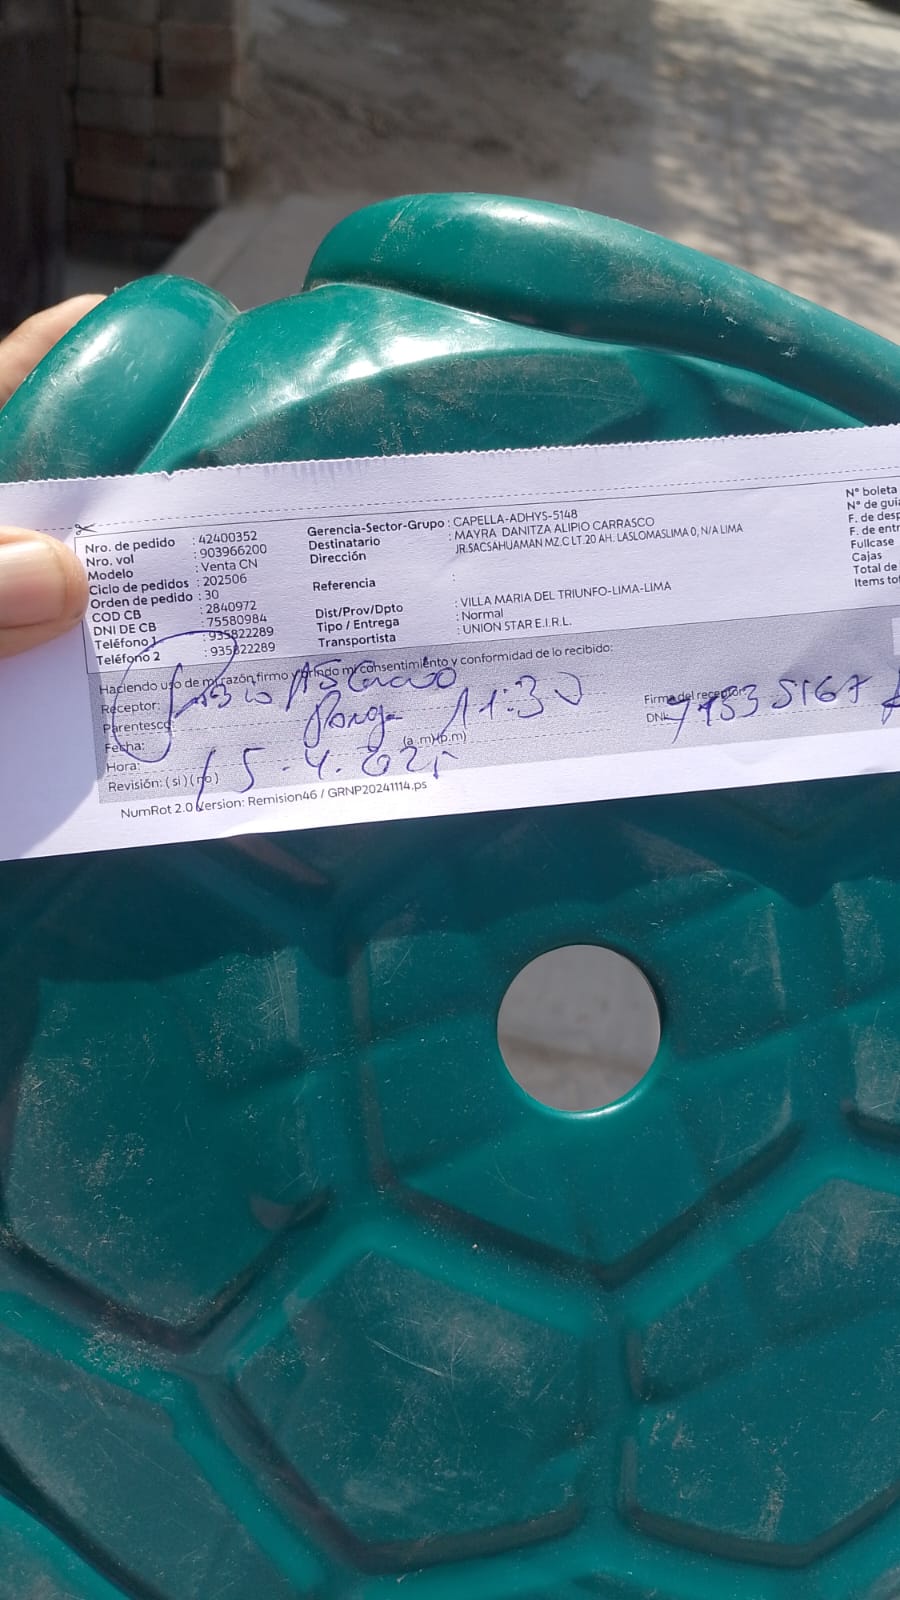 Nro. de pedido : 42400352
Nro. vol : 903966200
Modelo : Venta CN
Ciclo de pedidos : 202506
Orden de pedido : 30
COD CB : 2840972
DNI DE CB : 75580984
Teléfono 1 : 935822289
Teléfono 2 : 935822289
Gerencia-Sector-Grupo : CAPELLA-ADHYS-5148
Destinatario : MAYRA DANITZA ALIPIO CARRASCO
Dirección JR.SACSAHUAMAN MZ.C LT.20 AH. LASLOMASLIMA 0, N/A LIMA
Referencia :
Dist/Prov/Dpto : VILLA MARIA DEL TRIUNFO-LIMA-LIMA
Tipo / Entrega : Normal
Transportista : UNION STAR E.I.R.L.
N° boleta
N° de guí
F. de desp
F. de entr
Fullcase
Cajas
Total de
Items to
Haciendo uso de mi razón firmo y brindo mi consentimiento y conformidad de lo recibido:
Receptor:
Parentesco:
Fecha: 11:30
Hora: (a.m)(p.m)
15-4.2025
Revisión: ( si ) ( no )
Firma del receptor
DNI: 71535167
NumRot 2.0 Version: Remision46 / GRNP20241114.ps